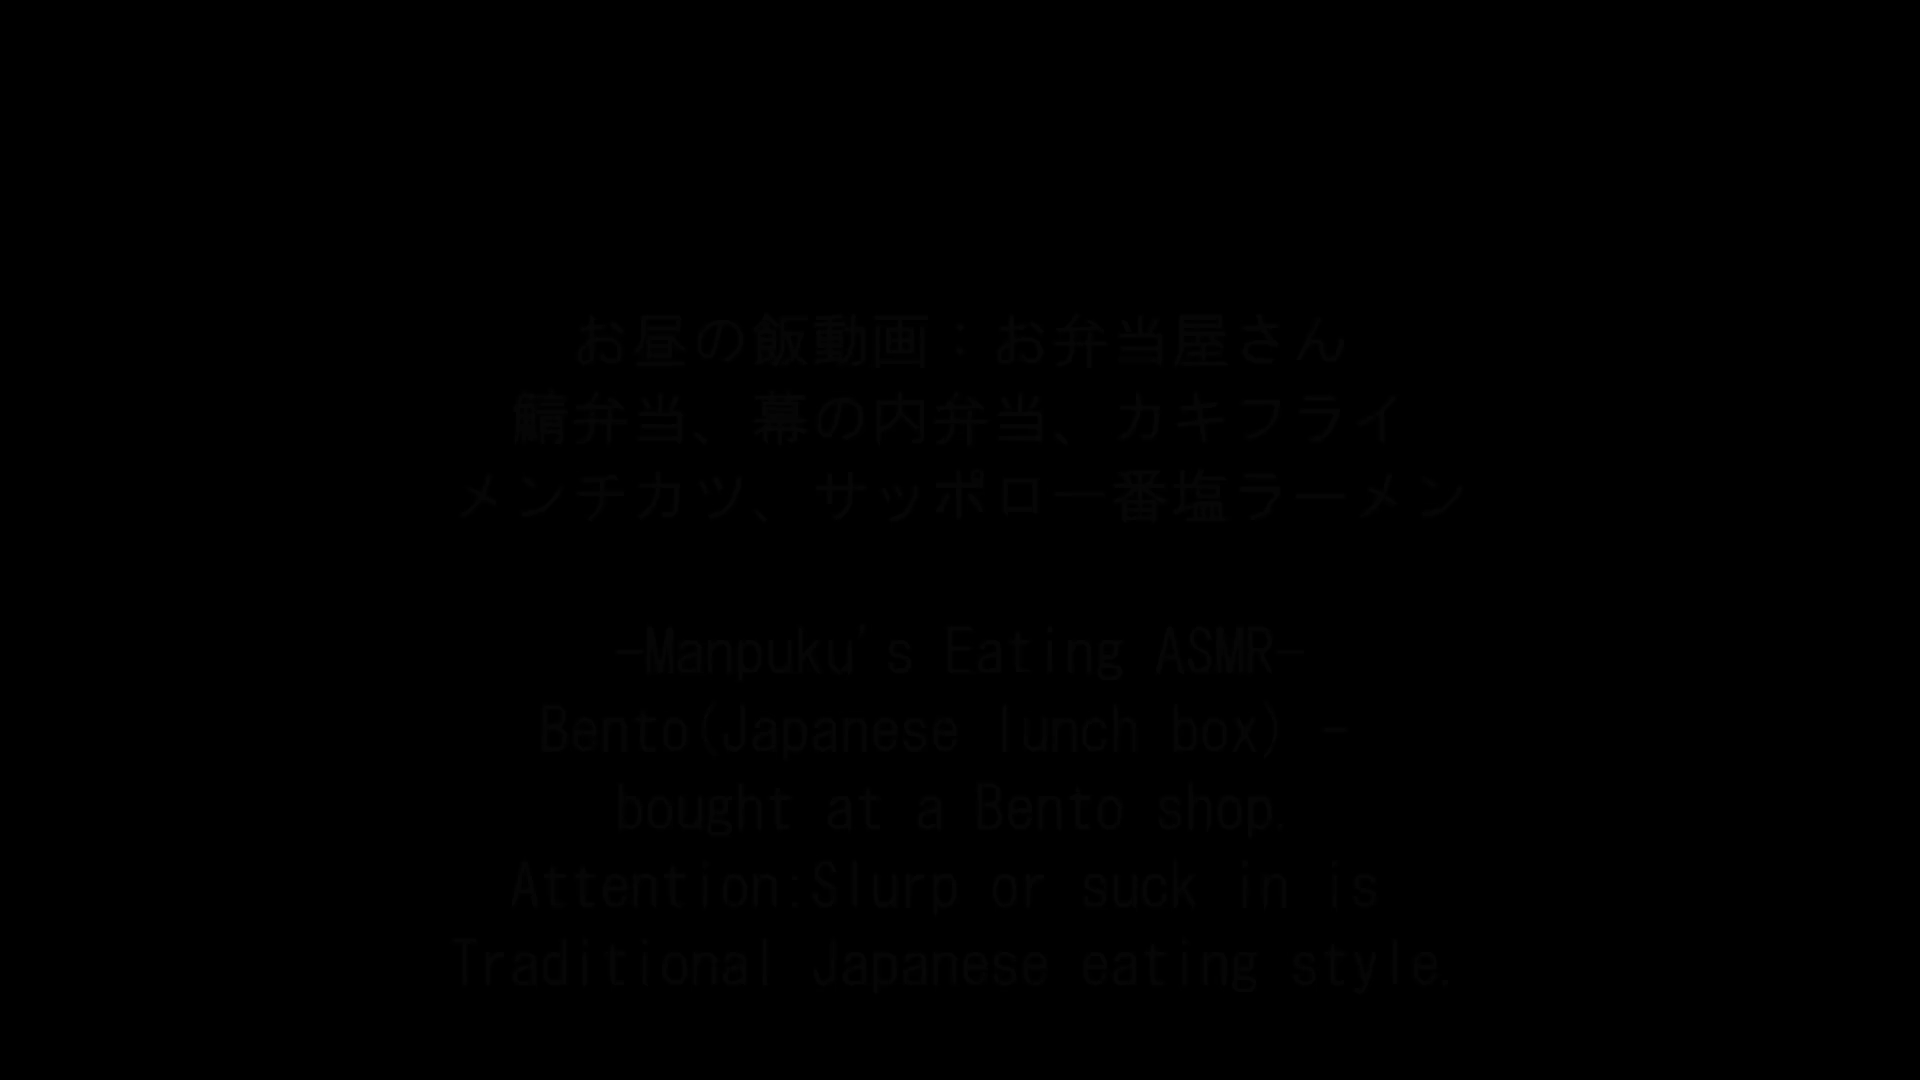 お昼の飯動画：お弁当屋さん
鯖弁当、幕の内弁当、カキフライ
メンチカツ、サッポロ一番塩ラーメン
-Manpuku's Eating ASMR-
Bento(Japanese lunch box) -
bought at a Bento shop.
Attention:Slurp or suck in is
Traditional Japanese eating style.